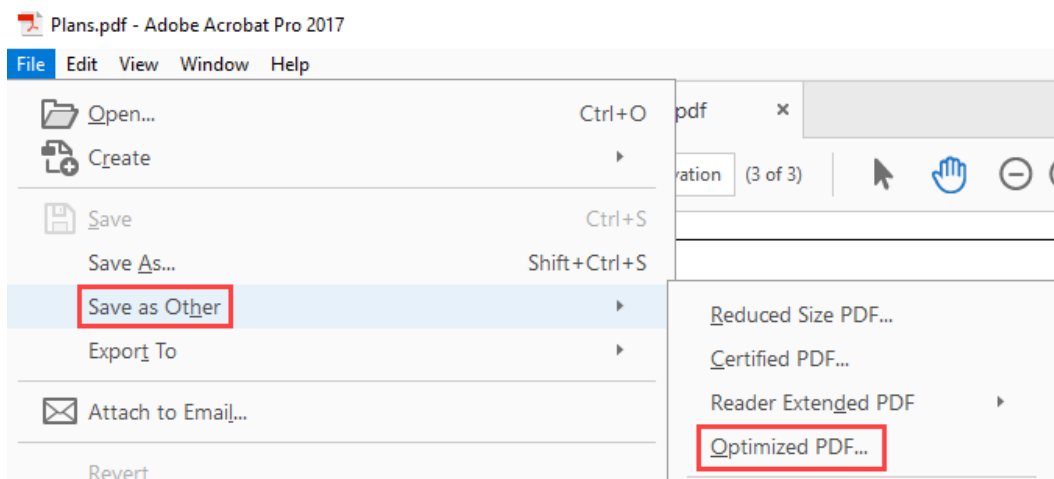 Plans.pdf - Adobe Acrobat Pro 2017
File Edit View Window Help
Open... Ctrl+O
pdf ×
Create
vation (3 of 3)
Save Ctrl+S
Save As... Shift+Ctrl+S
Save as Other
Reduced Size PDF...
Export To
Certified PDF...
Reader Extended PDF
Attach to Email...
Optimized PDF...
Revert